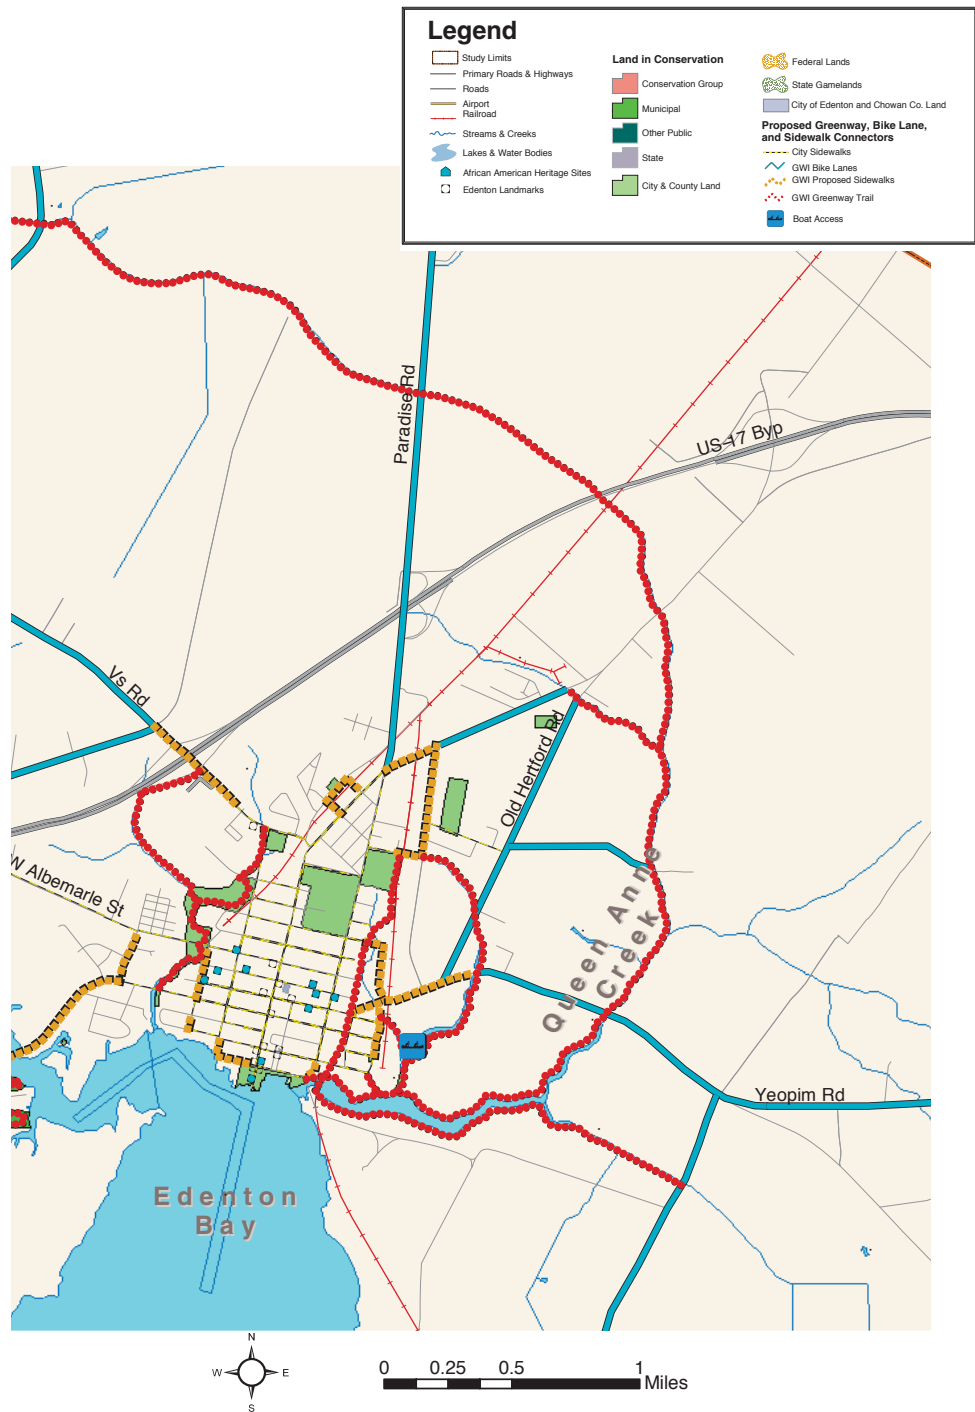 Legend
Study Limits
Primary Roads & Highways
Roads
Airport
Railroad
Streams & Creeks
Lakes & Water Bodies
African American Heritage Sites
Edenton Landmarks
Land in Conservation
Conservation Group
Municipal
Other Public
State
City & County Land
Federal Lands
State Gamelands
City of Edenton and Chowan Co. Land
Proposed Greenway, Bike Lane,
and Sidewalk Connectors
City Sidewalks
GWI Bike Lanes
GWI Proposed Sidewalks
GWI Greenway Trail
Boat Access
Paradise Rd
US-17 Byp
Vs Rd
Old Hertford Rd
W Albemarle St
Queen Anne
Creek
Yeopim Rd
Edenton
Bay
N
W E
S
0 0.25 0.5 1
Miles